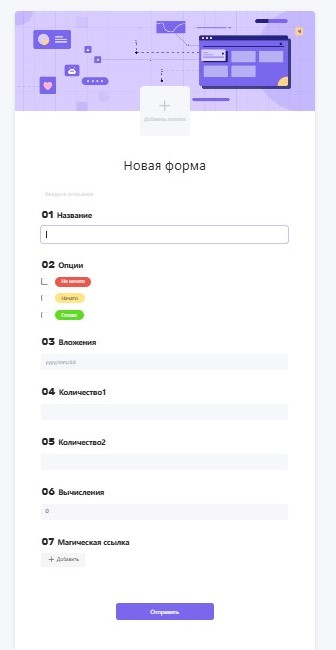 Добавить логотип
Новая форма
Введите описание
01 Название
02 Опции
Не начато
Начато
Готово
03 Вложения
yyyy/mm/dd
04 Количество1
05 Количество2
06 Вычисления
0
07 Магическая ссылка
+ Добавить
Отправить